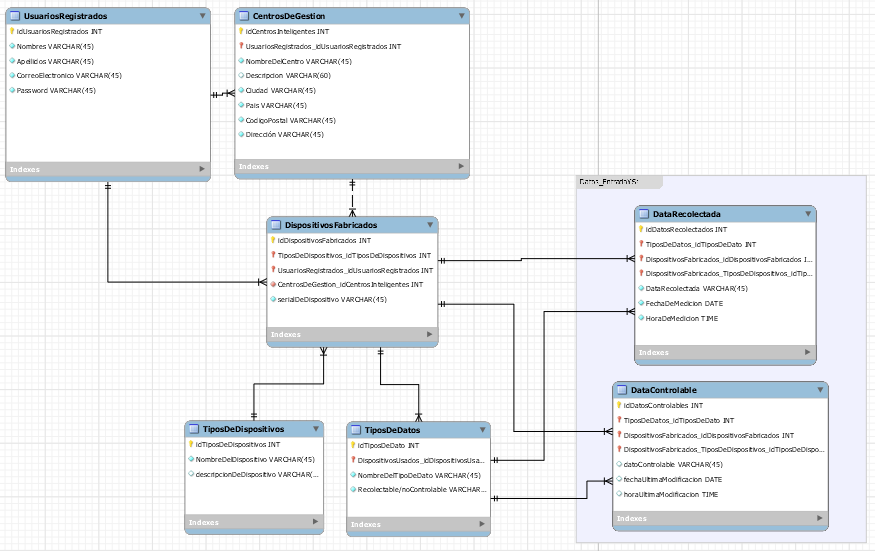 UsuariosRegistrados
idUsuariosRegistrados INT
Nombres VARCHAR(45)
Apellidos VARCHAR(45)
CorreoElectronico VARCHAR(45)
Password VARCHAR(45)
Indexes
CentrosDeGestion
idCentrosInteligentes INT
UsuariosRegistrados_idUsuariosRegistrados INT
NombreDelCentro VARCHAR(45)
Descripcion VARCHAR(60)
Ciudad VARCHAR(45)
Pais VARCHAR(45)
CodigoPostal VARCHAR(45)
Dirección VARCHAR(45)
Indexes
DispositivosFabricados
idDispositivosFabricados INT
TiposDeDispositivos_idTiposDeDispositivos INT
UsuariosRegistrados_idUsuariosRegistrados INT
CentrosDeGestion_idCentrosInteligentes INT
serialDeDispositivo VARCHAR(45)
Indexes
TiposDeDispositivos
idTiposDeDispositivos INT
NombreDelDispositivo VARCHAR(45)
descripcionDeDispositivo VARCHAR(...
Indexes
TiposDeDatos
idTiposDeDato INT
DispositivosUsados_idDispositivosUsa...
NombreDelTipoDeDato VARCHAR(45)
Recolectable/noControlable VARCHAR...
Indexes
DataRecolectada
idDatosRecolectados INT
TiposDeDatos_idTiposDeDato INT
DispositivosFabricados_idDispositivosFabricados I...
DispositivosFabricados_TiposDeDispositivos_idTip...
DataRecolectada VARCHAR(45)
FechaDeMedicion DATE
HoraDeMedicion TIME
Indexes
DataControlable
idDatosControlables INT
TiposDeDatos_idTiposDeDato INT
DispositivosFabricados_idDispositivosFabricados INT
DispositivosFabricados_TiposDeDispositivos_idTiposDeDispo...
datoControlable VARCHAR(45)
fechaUltimaModificacion DATE
horaUltimaModificacion TIME
Indexes